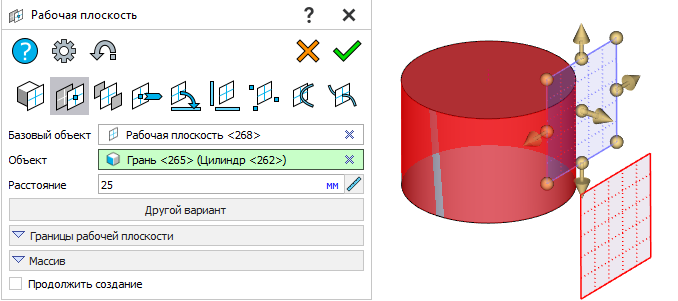 Рабочая плоскость ? ×
?
Базовый объект Рабочая плоскость <268>
Объект Грань <265> (Цилиндр <262>)
Расстояние 25 мм
Другой вариант
Границы рабочей плоскости
Массив
Продолжить создание